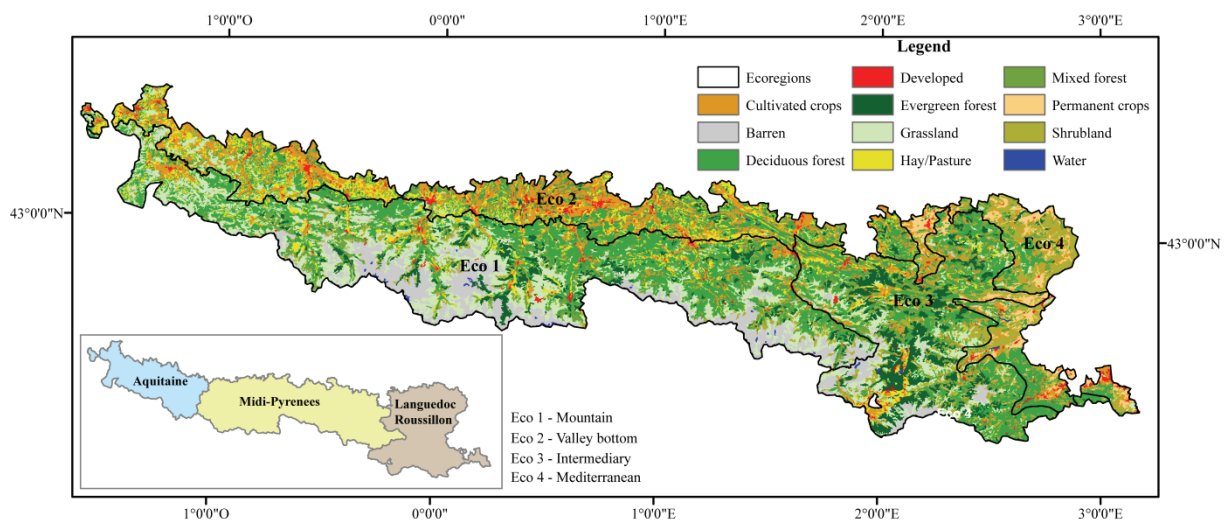 1°0'0"O 0°0'0" 1°0'0"E 2°0'0"E 3°0'0"E
Legend
Ecoregions
Cultivated crops
Barren
Deciduous forest
Developed
Evergreen forest
Grassland
Hay/Pasture
Mixed forest
Permanent crops
Shrubland
Water
43°0'0"N
43°0'0"N
Eco 2
Eco 4
Eco 1
Eco 3
Eco 4
Aquitaine
Midi-Pyrenees
Languedoc
Roussillon
Eco 1 - Mountain
Eco 2 - Valley bottom
Eco 3 - Intermediary
Eco 4 - Mediterranean
1°0'0"O 0°0'0" 1°0'0"E 2°0'0"E 3°0'0"E